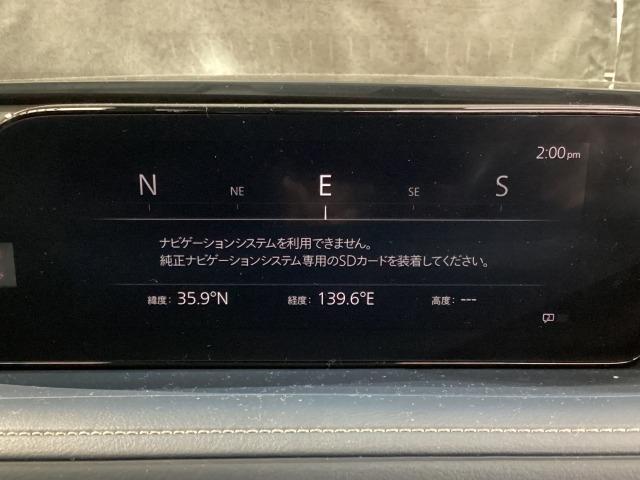 2:00pm
N NE E SE S
ナビゲーションシステムを利用できません。
純正ナビゲーションシステム専用のSDカードを装着してください。
緯度: 35.9°N 経度: 139.6°E 高度: ---
2